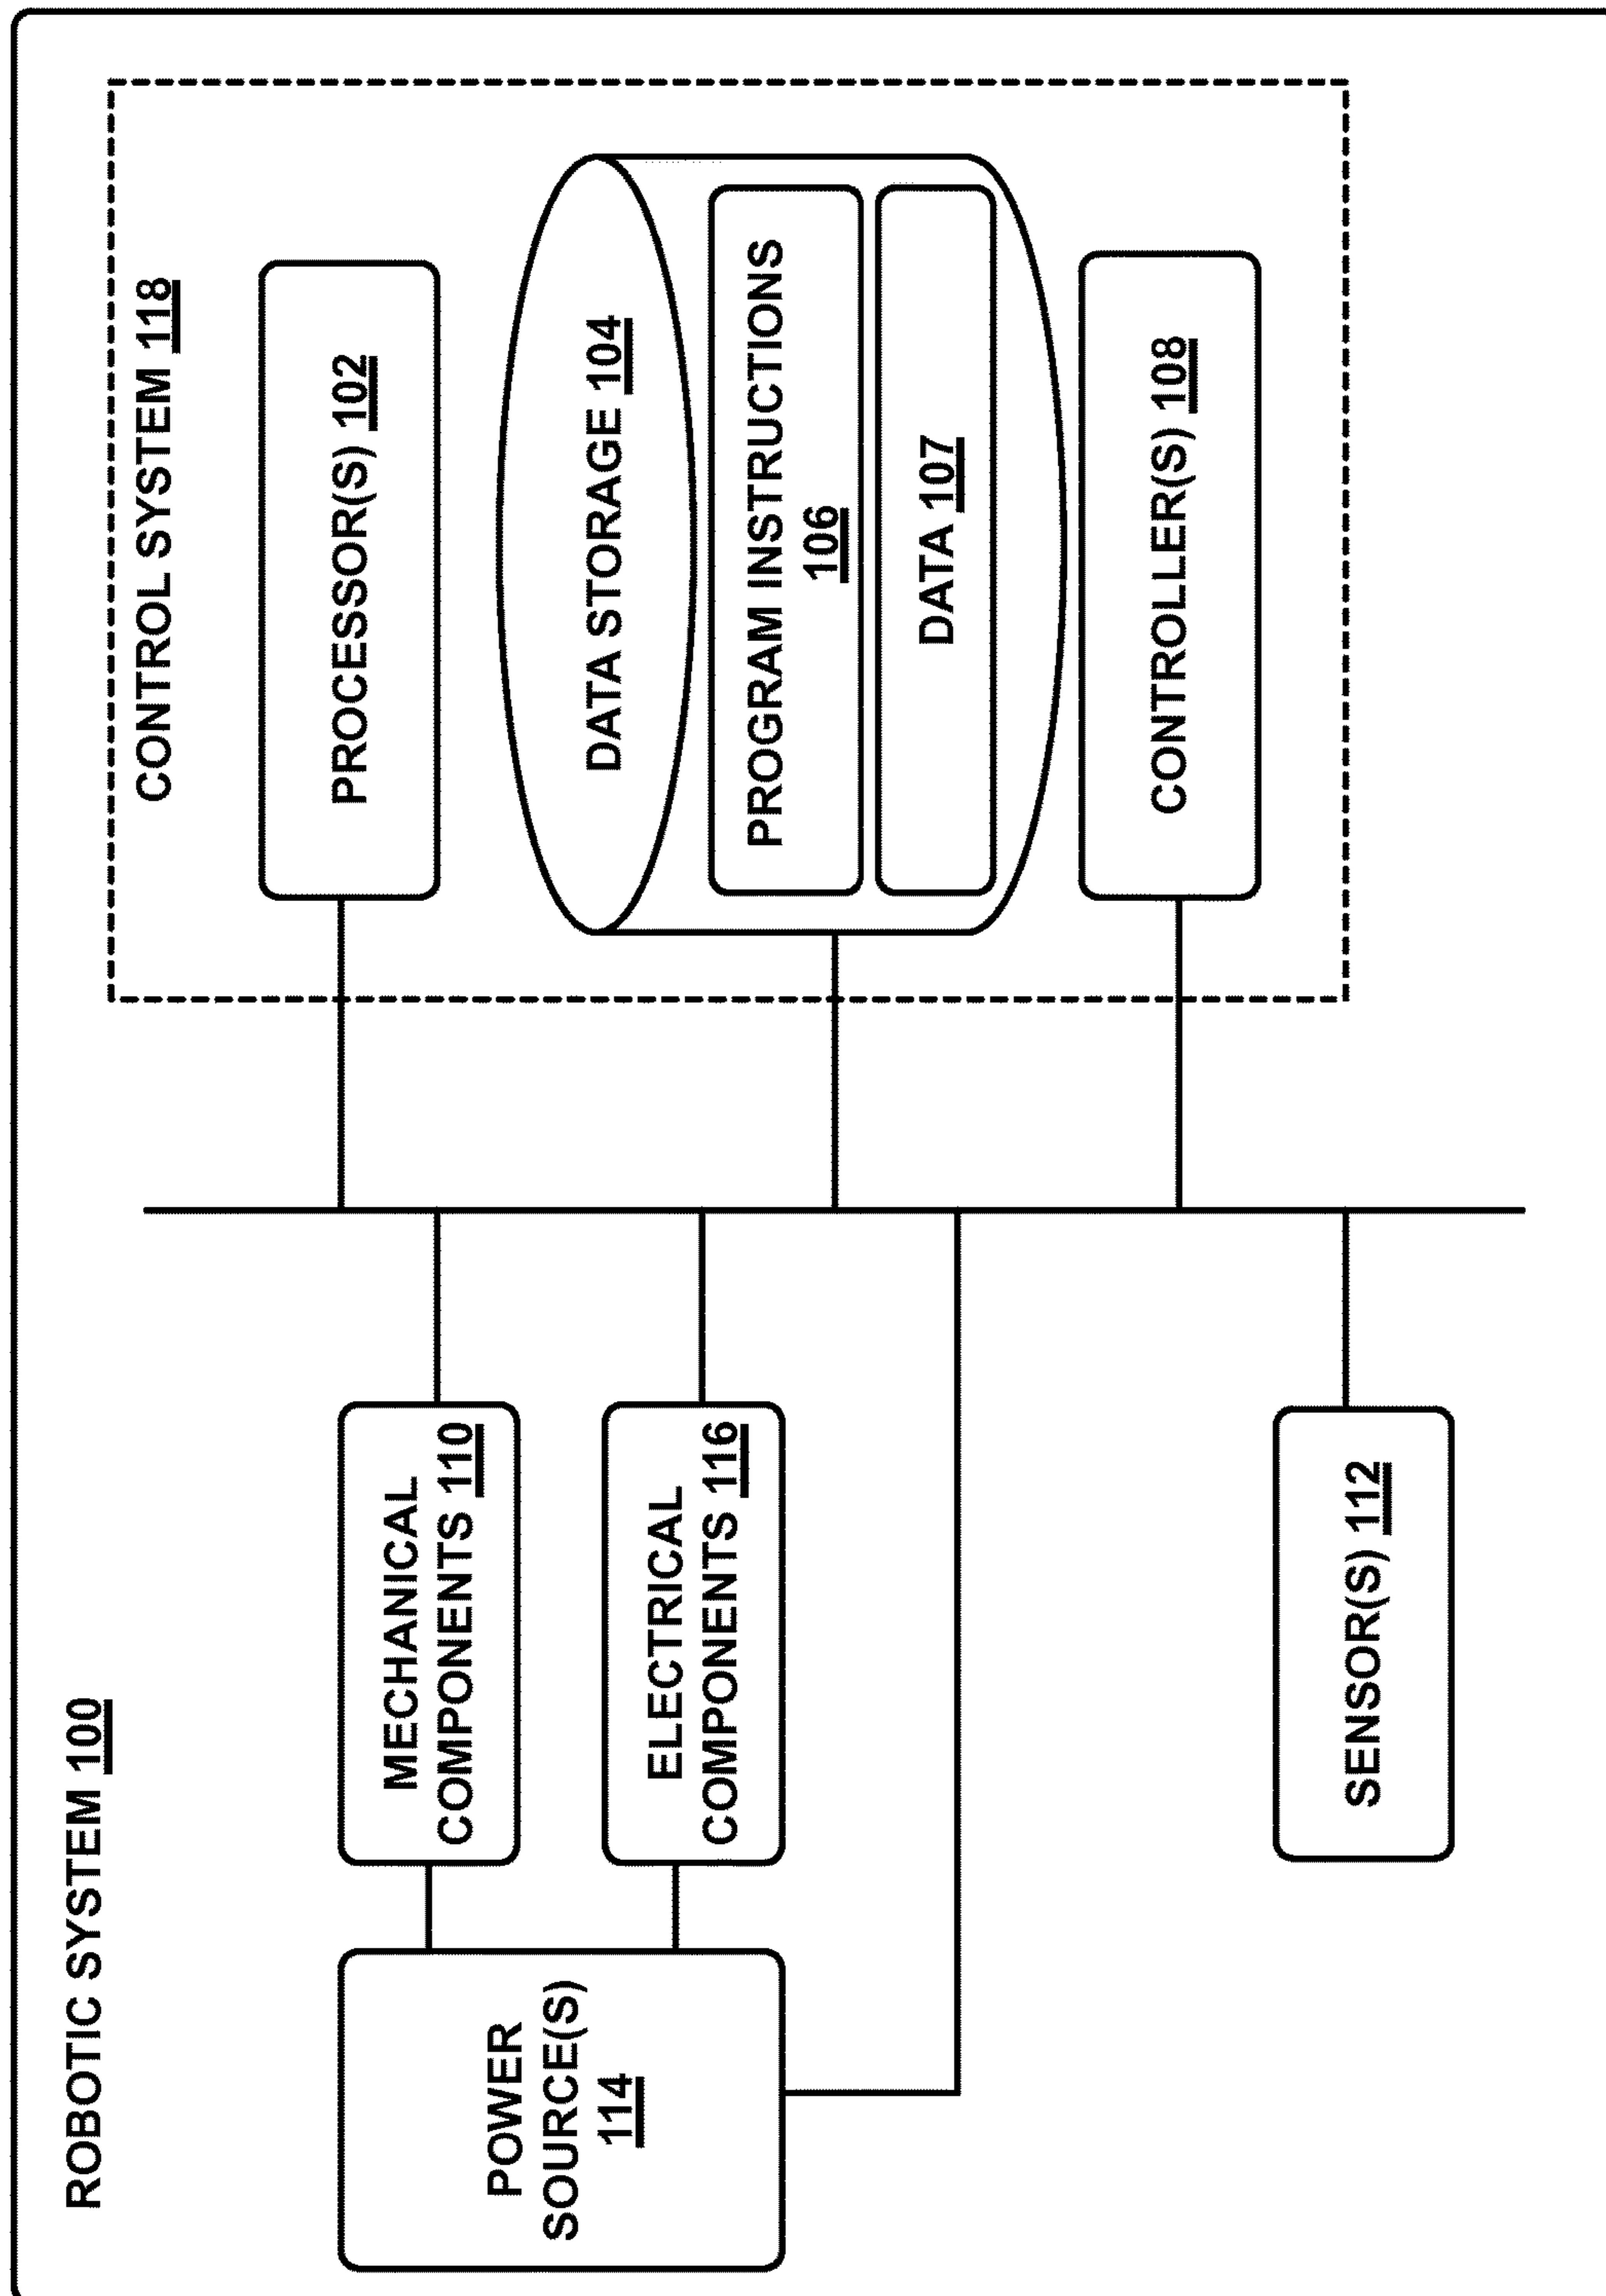 ROBOTIC SYSTEM 100
POWER
SOURCE(S)
114
MECHANICAL
COMPONENTS 110
ELECTRICAL
COMPONENTS 116
SENSOR(S) 112
CONTROL SYSTEM 118
PROCESSOR(S) 102
DATA STORAGE 104
PROGRAM INSTRUCTIONS
106
DATA 107
CONTROLLER(S) 108